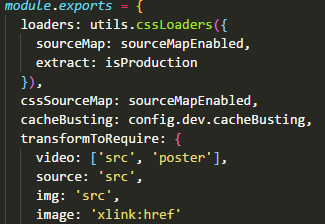 module.exports = {
  loaders: utils.cssLoaders({
    sourceMap: sourceMapEnabled,
    extract: isProduction
  }),
  cssSourceMap: sourceMapEnabled,
  cacheBusting: config.dev.cacheBusting,
  transformToRequire: {
    video: ['src', 'poster'],
    source: 'src',
    img: 'src',
    image: 'xlink:href'